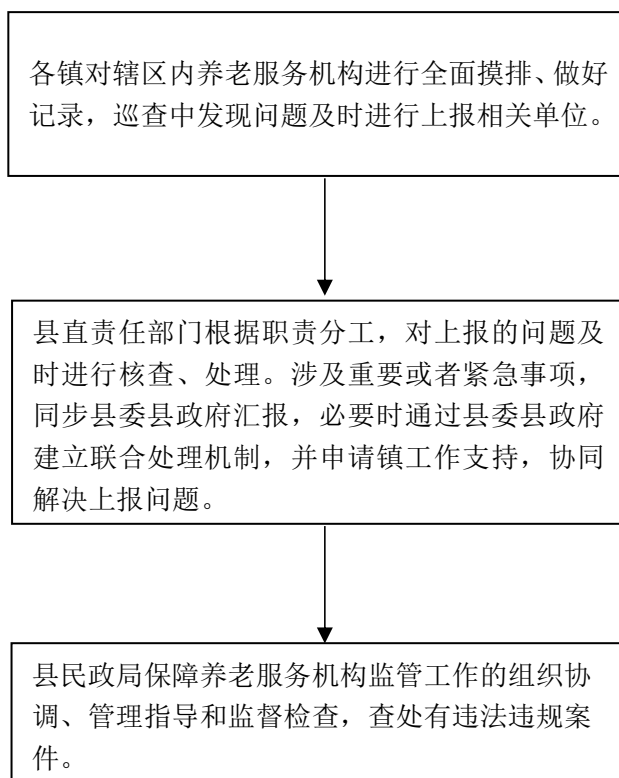 各镇对辖区内养老服务机构进行全面摸排、做好
记录，巡查中发现问题及时进行上报相关单位。
县直责任部门根据职责分工，对上报的问题及
时进行核查、处理。涉及重要或者紧急事项，
同步县委县政府汇报，必要时通过县委县政府
建立联合处理机制，并申请镇工作支持，协同
解决上报问题。
县民政局保障养老服务机构监管工作的组织协
调、管理指导和监督检查，查处有违法违规案
件。